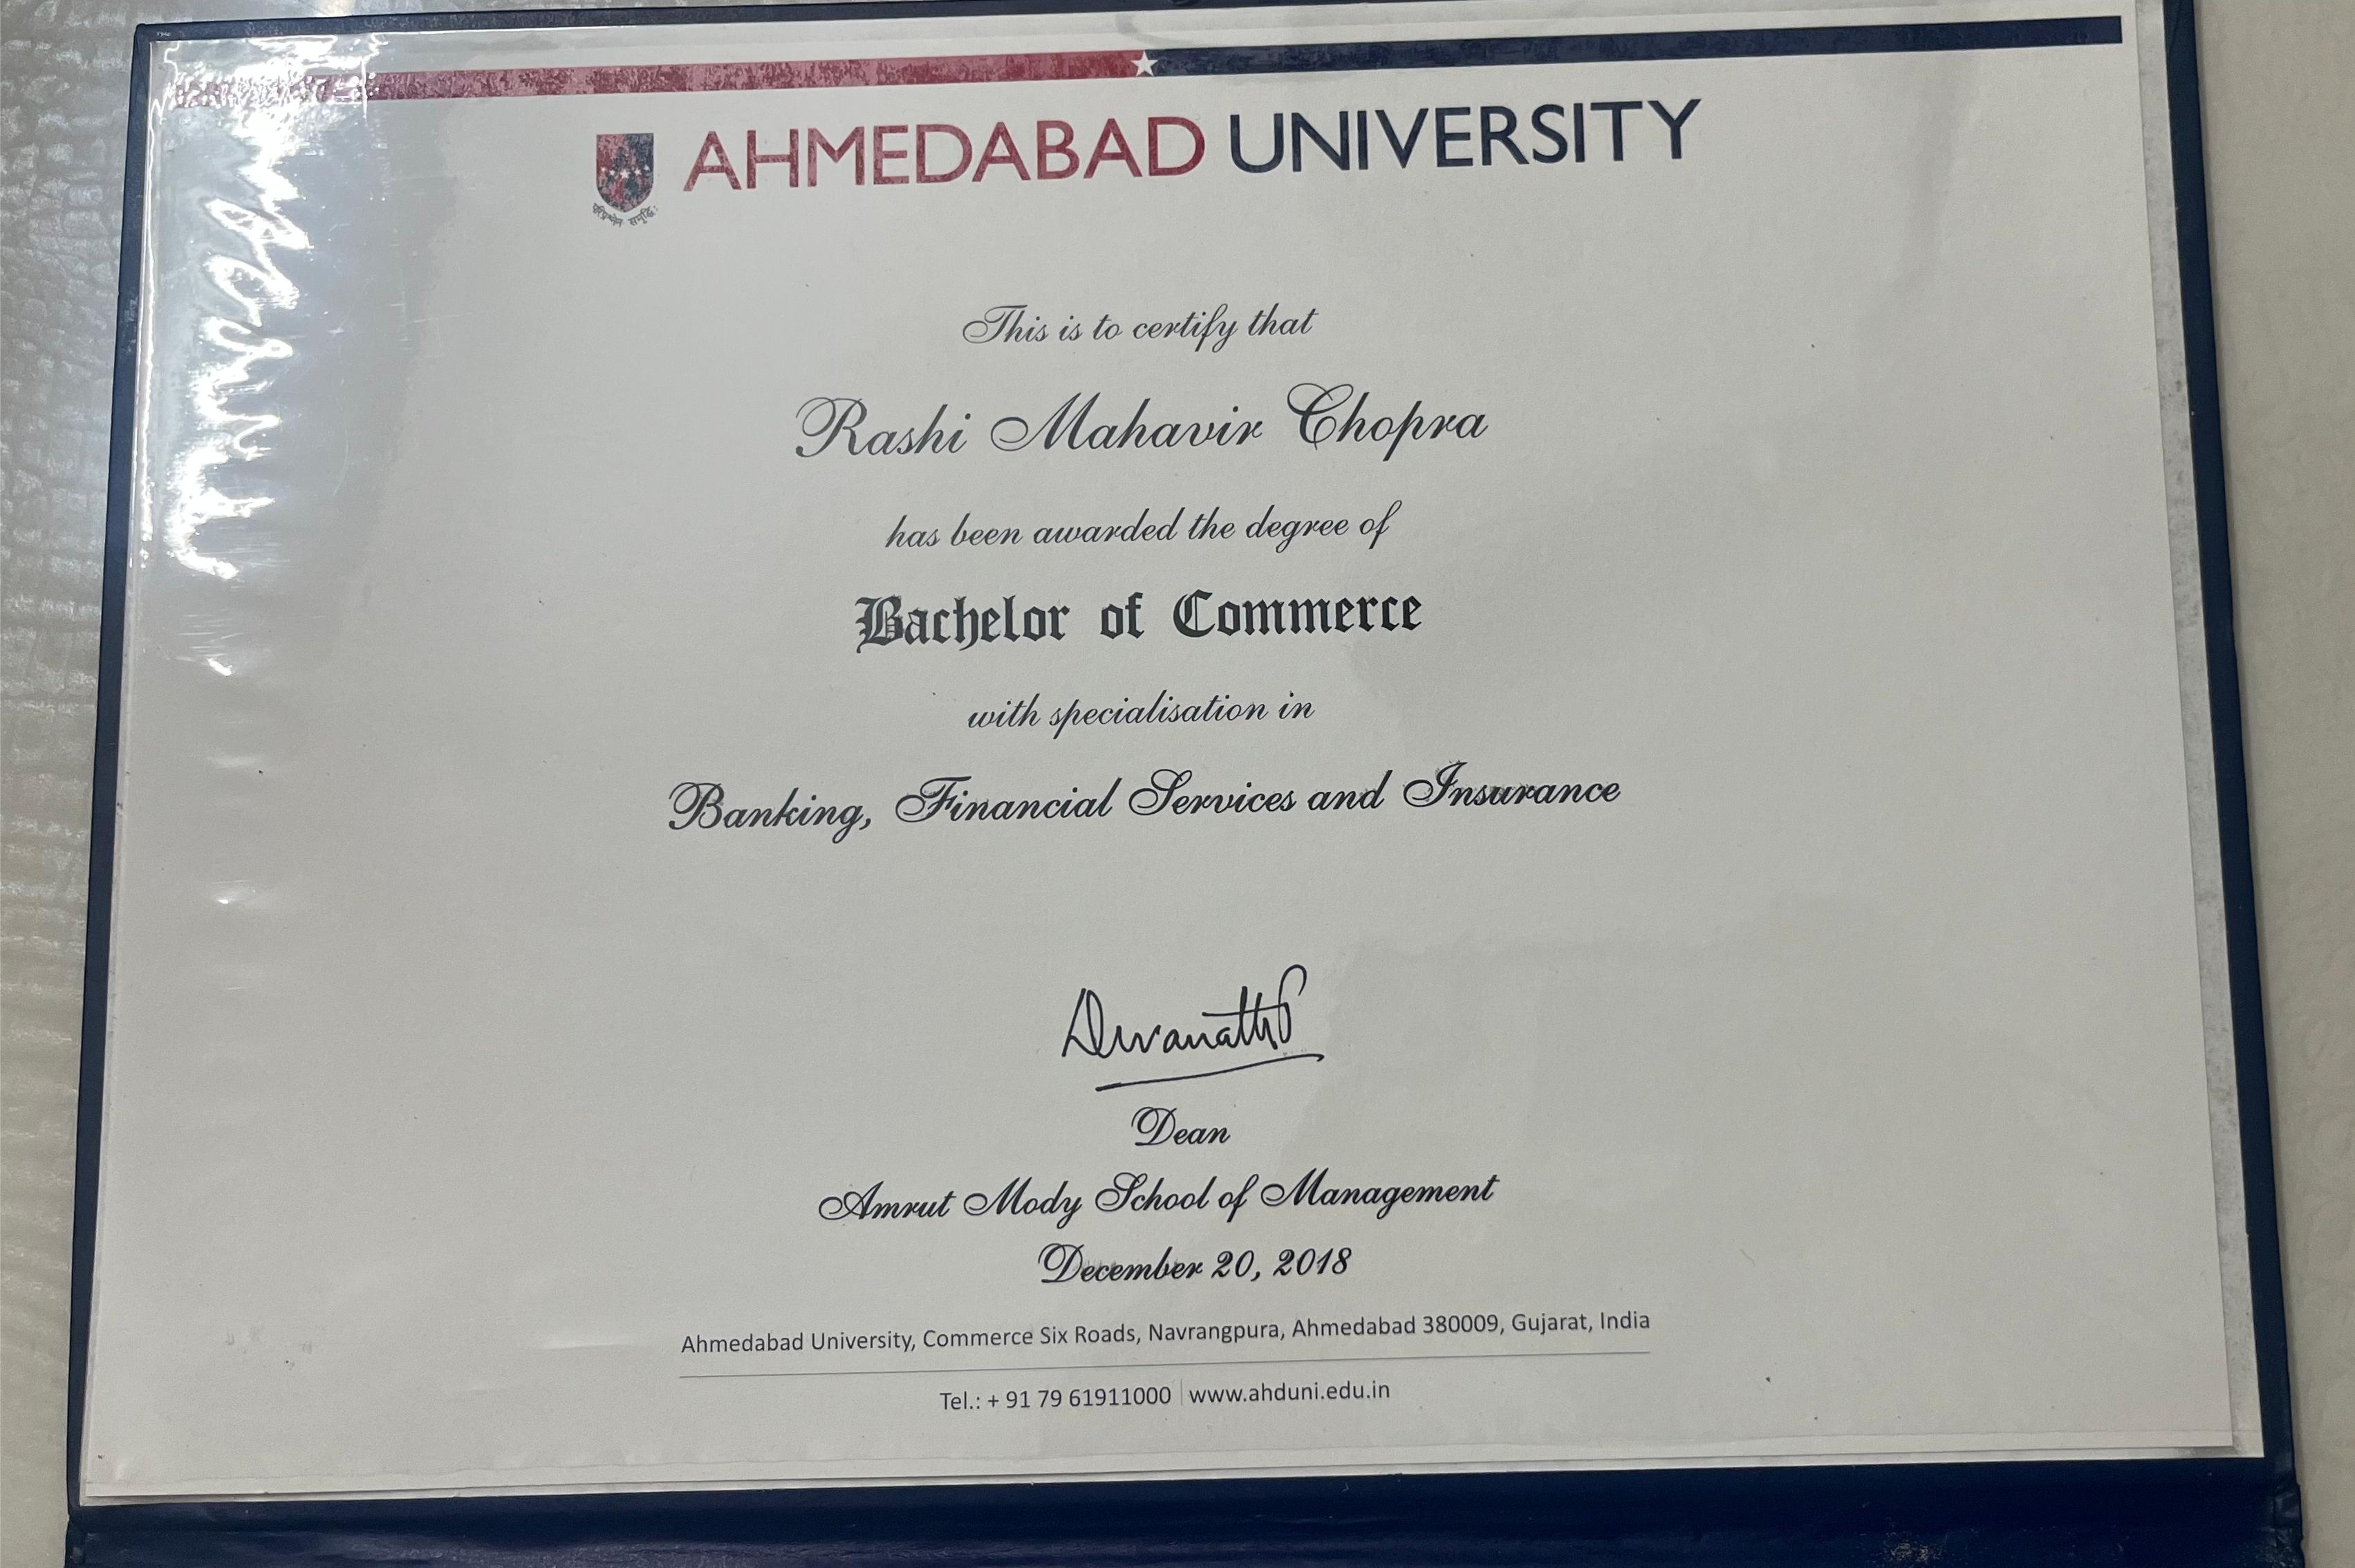 AHMEDABAD UNIVERSITY
This is to certify that
Rashi Mahavir Chopra
has been awarded the degree of
Bachelor of Commerce
with specialisation in
Banking, Financial Services and Insurance
Dean
Amrut Mody School of Management
December 20, 2018
Ahmedabad University, Commerce Six Roads, Navrangpura, Ahmedabad 380009, Gujarat, India
Tel.: + 91 79 61911000 | www.ahduni.edu.in